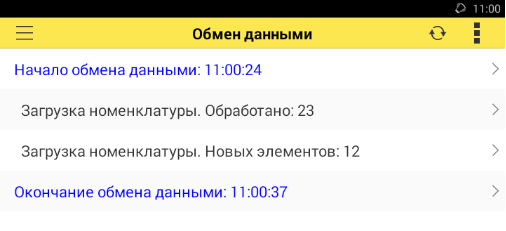 11:00
Обмен данными
Начало обмена данными: 11:00:24
Загрузка номенклатуры. Обработано: 23
Загрузка номенклатуры. Новых элементов: 12
Окончание обмена данными: 11:00:37